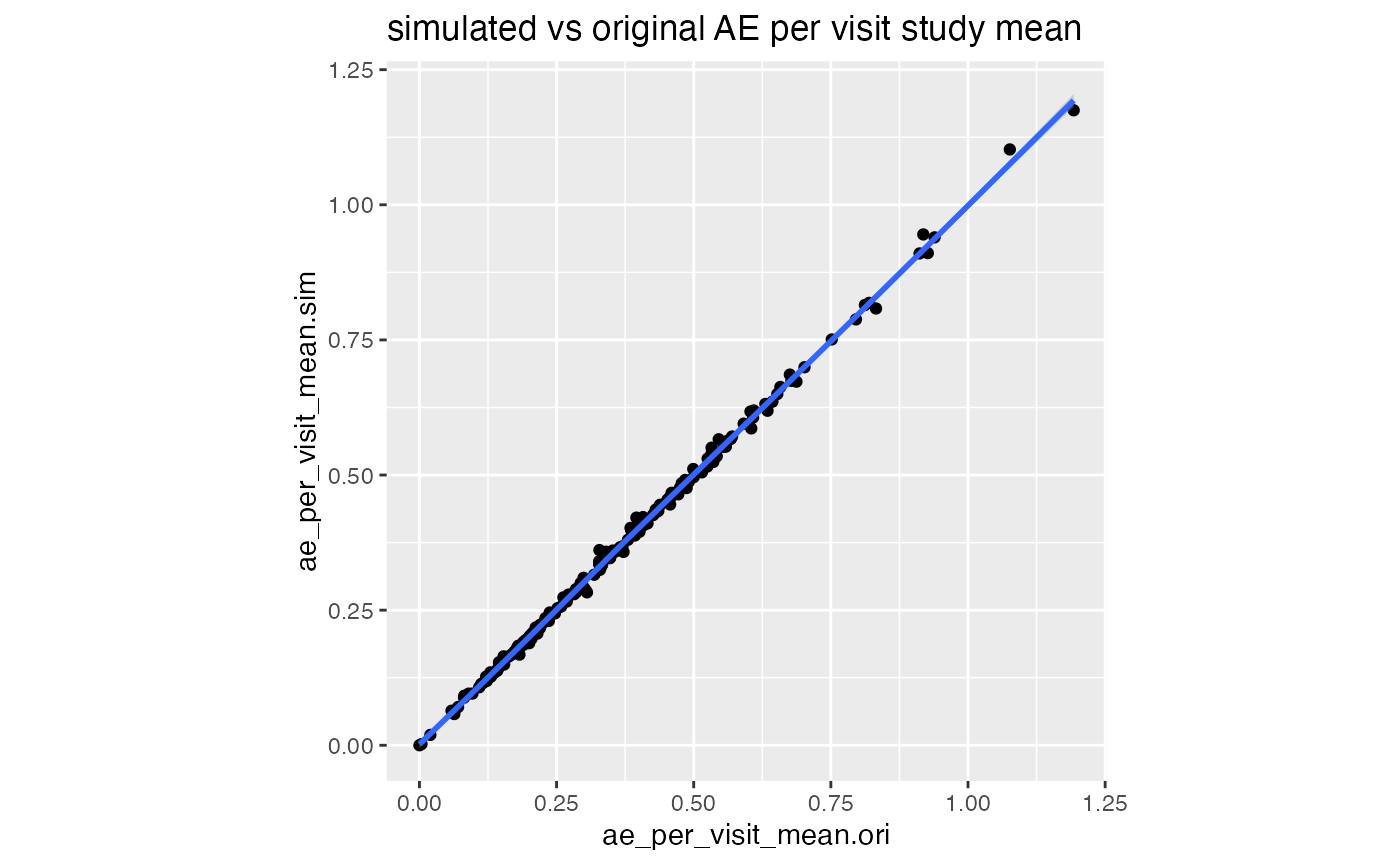 simulated vs original AE per visit study mean
1.25
1.00
0.75
0.50
0.25
0.00
ae_per_visit_mean.sim
0.00 0.25 0.50 0.75 1.00 1.25
ae_per_visit_mean.ori